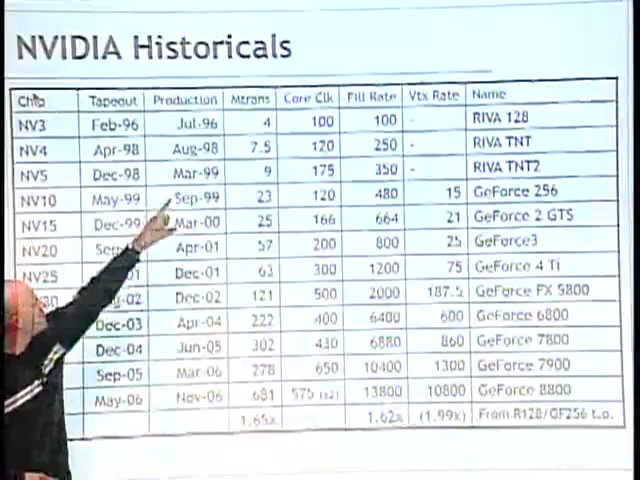 NVIDIA Historicals
Chip Tapeout Production Mtrans Core Clk Fill Rate Vtx Rate Name
NV3 Feb-96 Jul-96 4 100 100 - RIVA 128
NV4 Apr-98 Aug-98 7.5 120 250 - RIVA TNT
NV5 Dec-98 Mar-99 9 175 350 - RIVA TNT2
NV10 May-99 Sep-99 23 120 480 15 GeForce 256
NV15 Dec-99 Mar-00 25 166 664 21 GeForce 2 GTS
NV20 Apr-01 57 200 800 25 GeForce3
NV25 Dec-01 63 300 1200 75 GeForce 4 Ti
Dec-02 121 500 2000 187.5 GeForce FX 5800
Dec-03 Apr-04 222 400 6400 600 GeForce 6800
Dec-04 Jun-05 302 430 6880 860 GeForce 7800
Sep-05 Mar-06 278 650 10400 1300 GeForce 7900
May-06 Nov-06 681 575 13800 10800 GeForce 8800
1.65x 1.62x (1.99x) From R128/GF256 t.o.